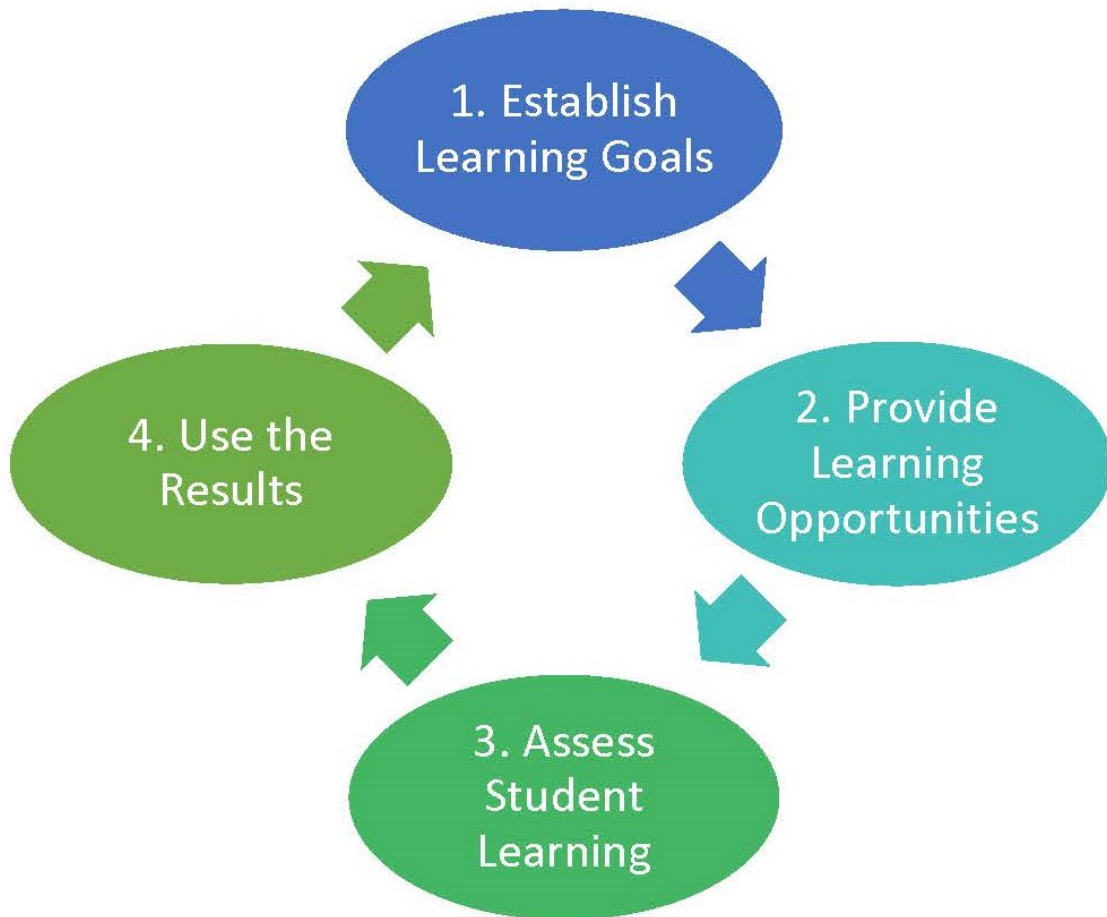 1. Establish
Learning Goals
2. Provide
Learning
Opportunities
3. Assess
Student
Learning
4. Use the
Results